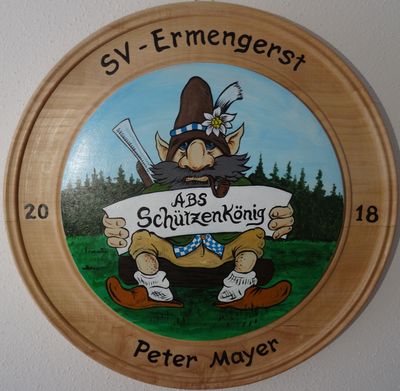 SV-Ermengerst
ABS
Schützenkönig
20 18
Peter Mayer